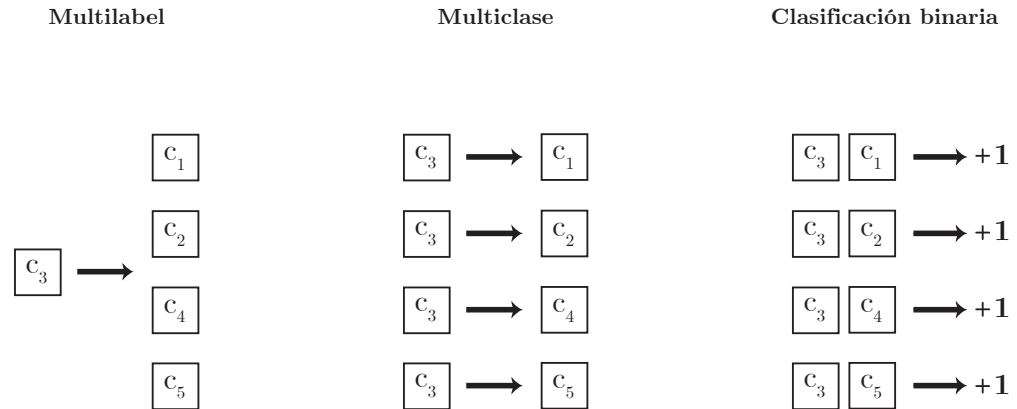 Multilabel Multiclase Clasificación binaria
c₁ c₃ c₁ c₃ c₁ +1
c₂ c₃ c₂ c₃ c₂ +1
c₃
c₄ c₃ c₄ c₃ c₄ +1
c₅ c₃ c₅ c₃ c₅ +1